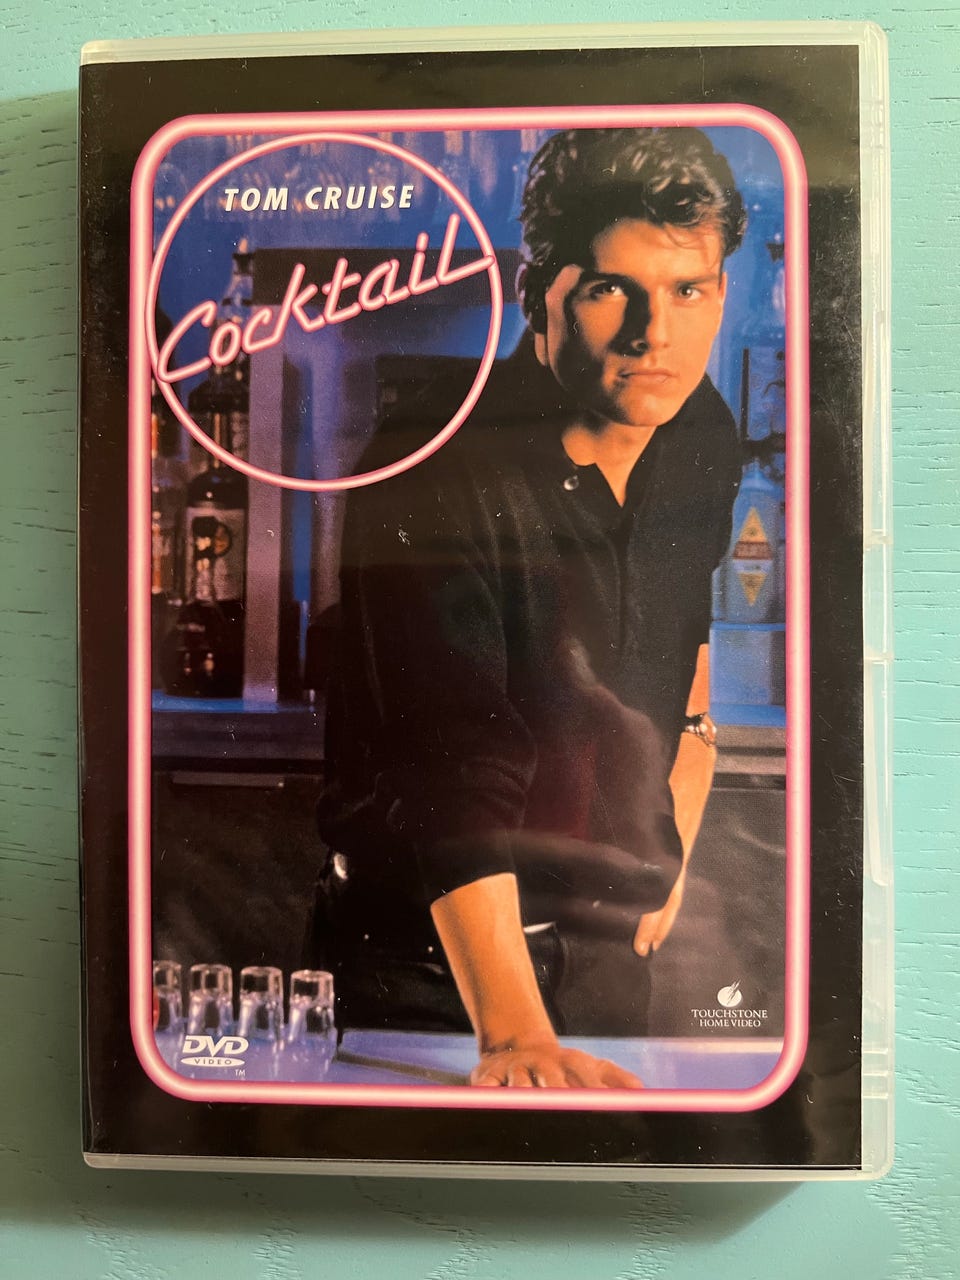 TOM CRUISE
Cocktail
DVD
VIDEO
TM
TOUCHSTONE
HOME VIDEO